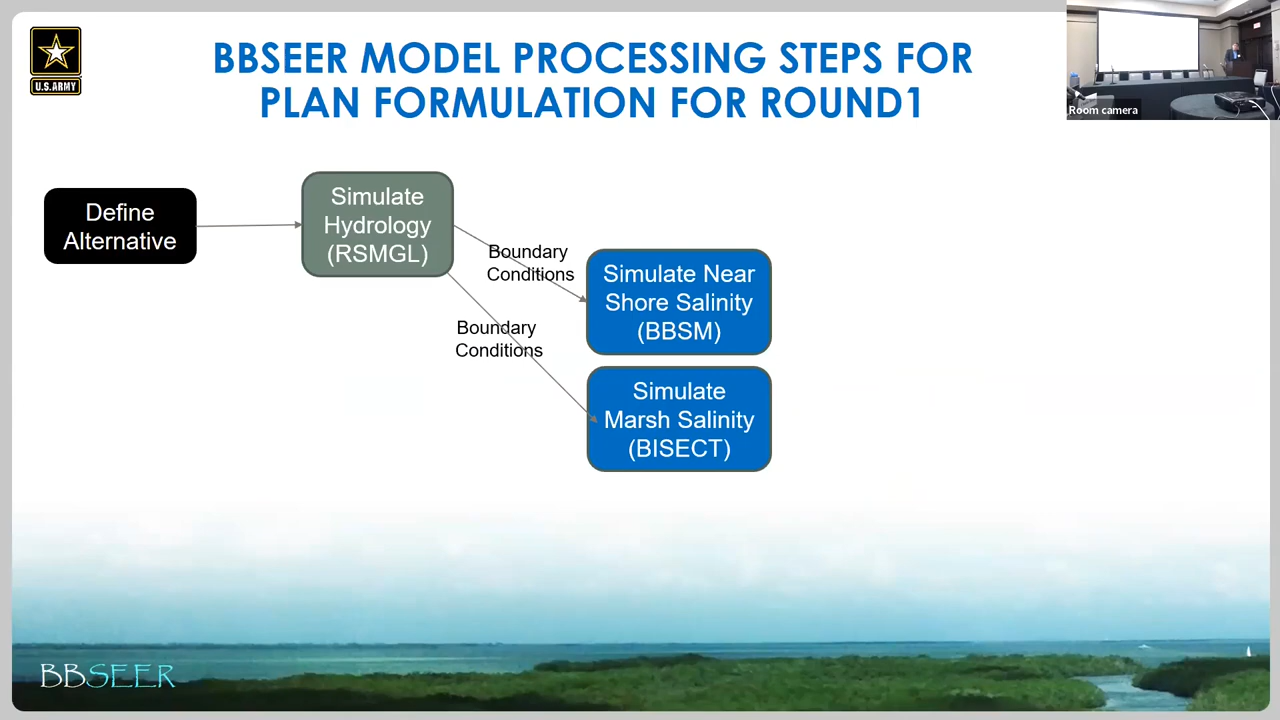 BBSEER MODEL PROCESSING STEPS FOR
PLAN FORMULATION FOR ROUND1
U.S.ARMY
Room camera
Define
Alternative
Simulate
Hydrology
(RSMGL)
Boundary
Conditions
Simulate Near
Shore Salinity
(BBSM)
Boundary
Conditions
Simulate
Marsh Salinity
(BISECT)
BBSEER